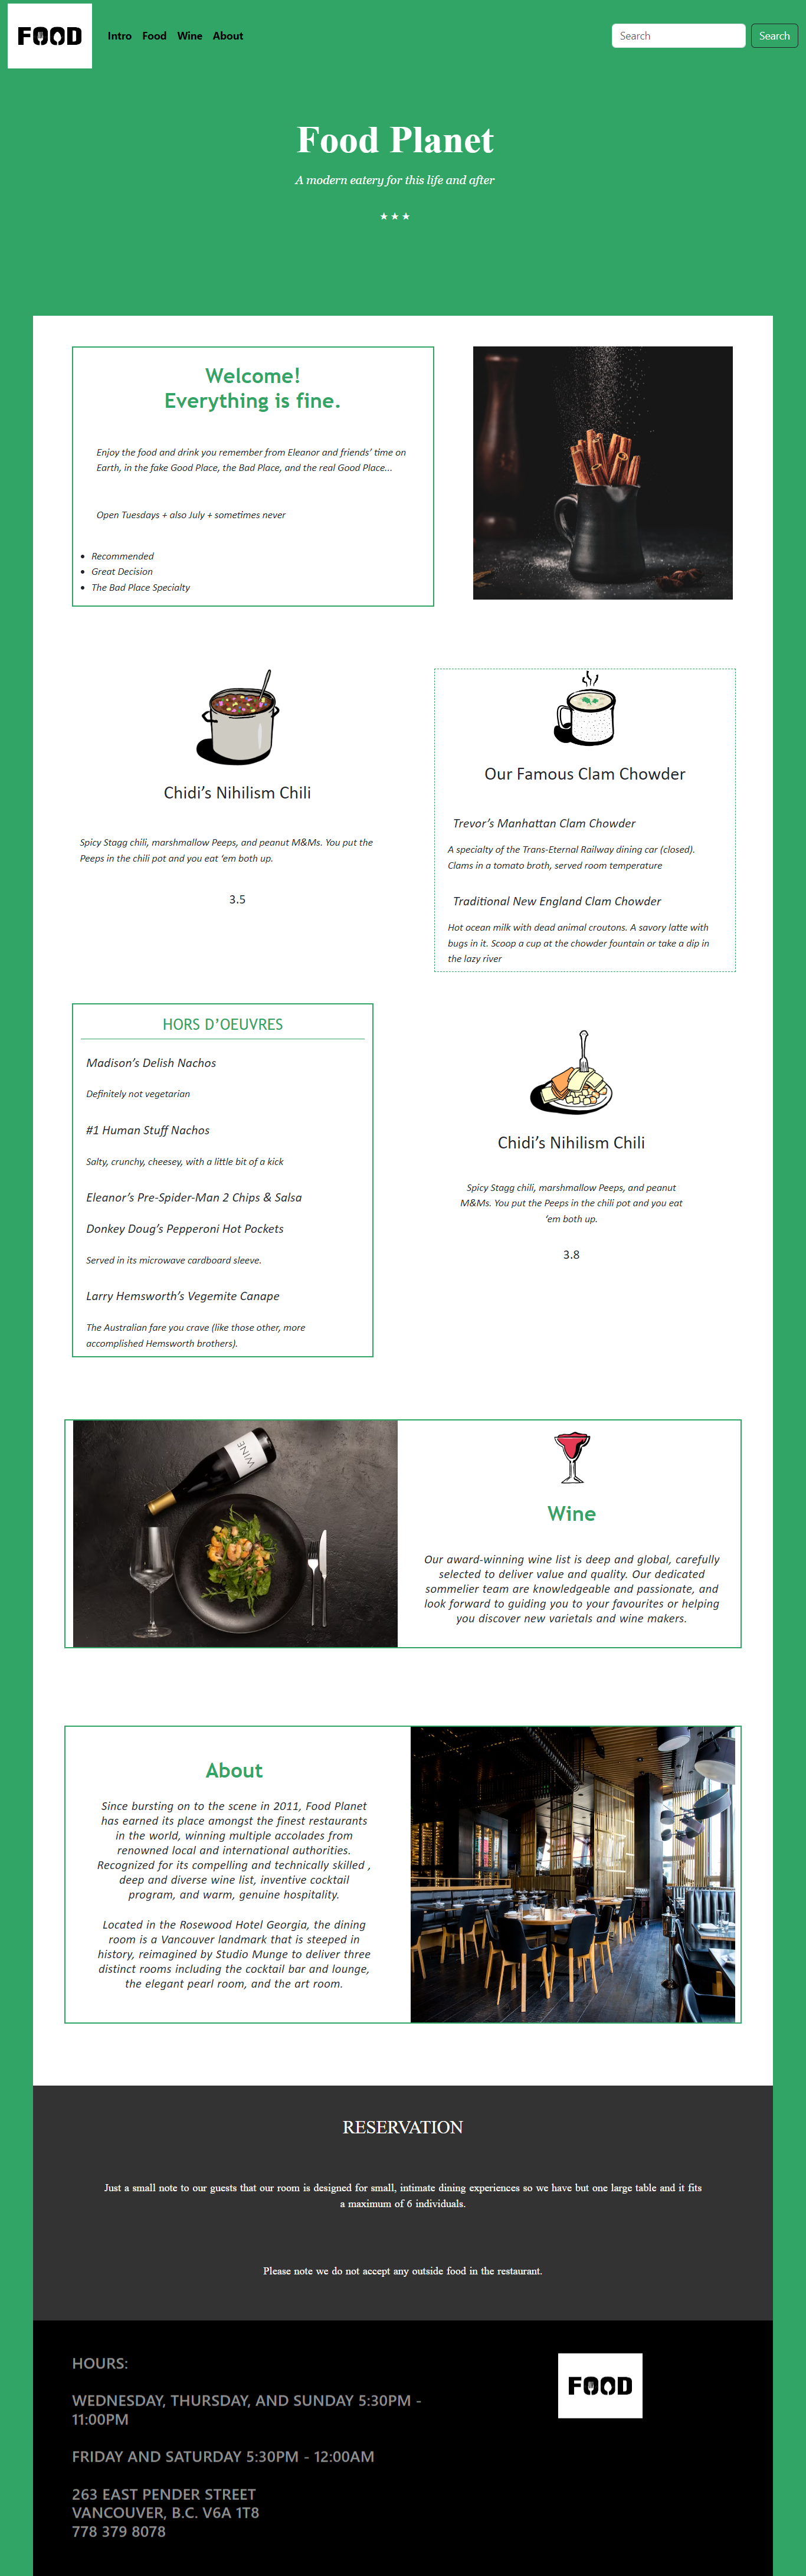 FOOD
Intro Food Wine About
Search
Search
Food Planet
A modern eatery for this life and after
★ ★ ★
Welcome!
Everything is fine.
Enjoy the food and drink you remember from Eleanor and friends’ time on
Earth, in the fake Good Place, the Bad Place, and the real Good Place...
Open Tuesdays + also July + sometimes never
• Recommended
• Great Decision
• The Bad Place Specialty
Chidi’s Nihilism Chili
Spicy Stagg chili, marshmallow Peeps, and peanut M&Ms. You put the
Peeps in the chili pot and you eat ‘em both up.
3.5
Our Famous Clam Chowder
Trevor’s Manhattan Clam Chowder
A specialty of the Trans-Eternal Railway dining car (closed).
Clams in a tomato broth, served room temperature
Traditional New England Clam Chowder
Hot ocean milk with dead animal croutons. A savory latte with
bugs in it. Scoop a cup at the chowder fountain or take a dip in
the lazy river
HORS D’OEUVRES
Madison’s Delish Nachos
Definitely not vegetarian
#1 Human Stuff Nachos
Salty, crunchy, cheesey, with a little bit of a kick
Eleanor’s Pre-Spider-Man 2 Chips & Salsa
Donkey Doug’s Pepperoni Hot Pockets
Served in its microwave cardboard sleeve.
Larry Hemsworth’s Vegemite Canape
The Australian fare you crave (like those other, more
accomplished Hemsworth brothers).
Chidi’s Nihilism Chili
Spicy Stagg chili, marshmallow Peeps, and peanut
M&Ms. You put the Peeps in the chili pot and you eat
‘em both up.
3.8
WINE
Wine
Our award-winning wine list is deep and global, carefully
selected to deliver value and quality. Our dedicated
sommelier team are knowledgeable and passionate, and
look forward to guiding you to your favourites or helping
you discover new varietals and wine makers.
About
Since bursting on to the scene in 2011, Food Planet
has earned its place amongst the finest restaurants
in the world, winning multiple accolades from
renowned local and international authorities.
Recognized for its compelling and technically skilled ,
deep and diverse wine list, inventive cocktail
program, and warm, genuine hospitality.
Located in the Rosewood Hotel Georgia, the dining
room is a Vancouver landmark that is steeped in
history, reimagined by Studio Munge to deliver three
distinct rooms including the cocktail bar and lounge,
the elegant pearl room, and the art room.
RESERVATION
Just a small note to our guests that our room is designed for small, intimate dining experiences so we have but one large table and it fits
a maximum of 6 individuals.
Please note we do not accept any outside food in the restaurant.
HOURS:
WEDNESDAY, THURSDAY, AND SUNDAY 5:30PM -
11:00PM
FRIDAY AND SATURDAY 5:30PM - 12:00AM
263 EAST PENDER STREET
VANCOUVER, B.C. V6A 1T8
778 379 8078
FOOD